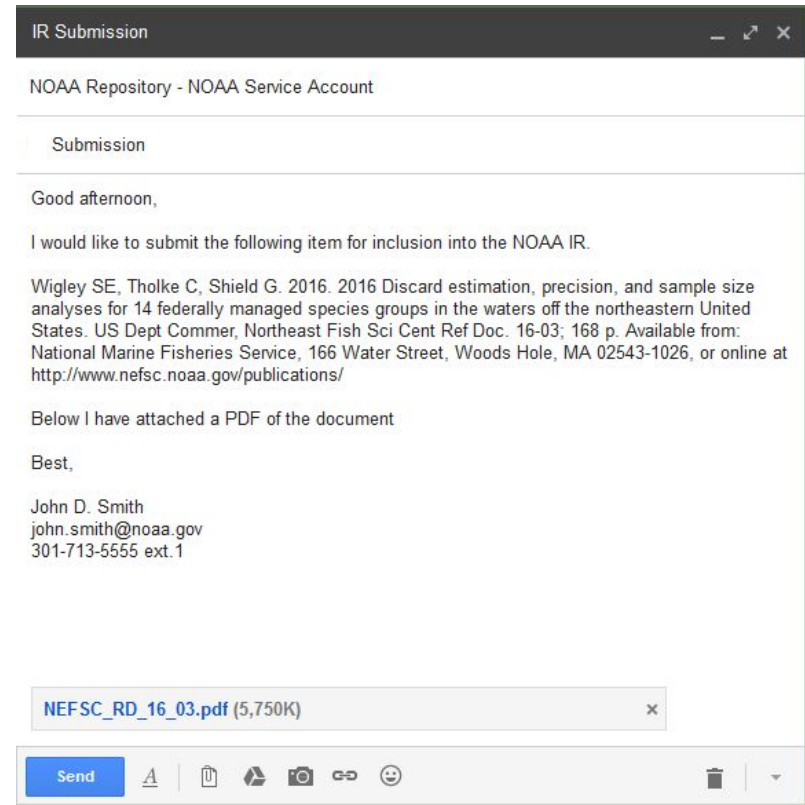 IR Submission
NOAA Repository - NOAA Service Account
Submission
Good afternoon,
I would like to submit the following item for inclusion into the NOAA IR.
Wigley SE, Tholke C, Shield G. 2016. 2016 Discard estimation, precision, and sample size
analyses for 14 federally managed species groups in the waters off the northeastern United
States. US Dept Commer, Northeast Fish Sci Cent Ref Doc. 16-03; 168 p. Available from:
National Marine Fisheries Service, 166 Water Street, Woods Hole, MA 02543-1026, or online at
http://www.nefsc.noaa.gov/publications/
Below I have attached a PDF of the document
Best,
John D. Smith
john.smith@noaa.gov
301-713-5555 ext.1
NEFSC_RD_16_03.pdf (5,750K)
Send A